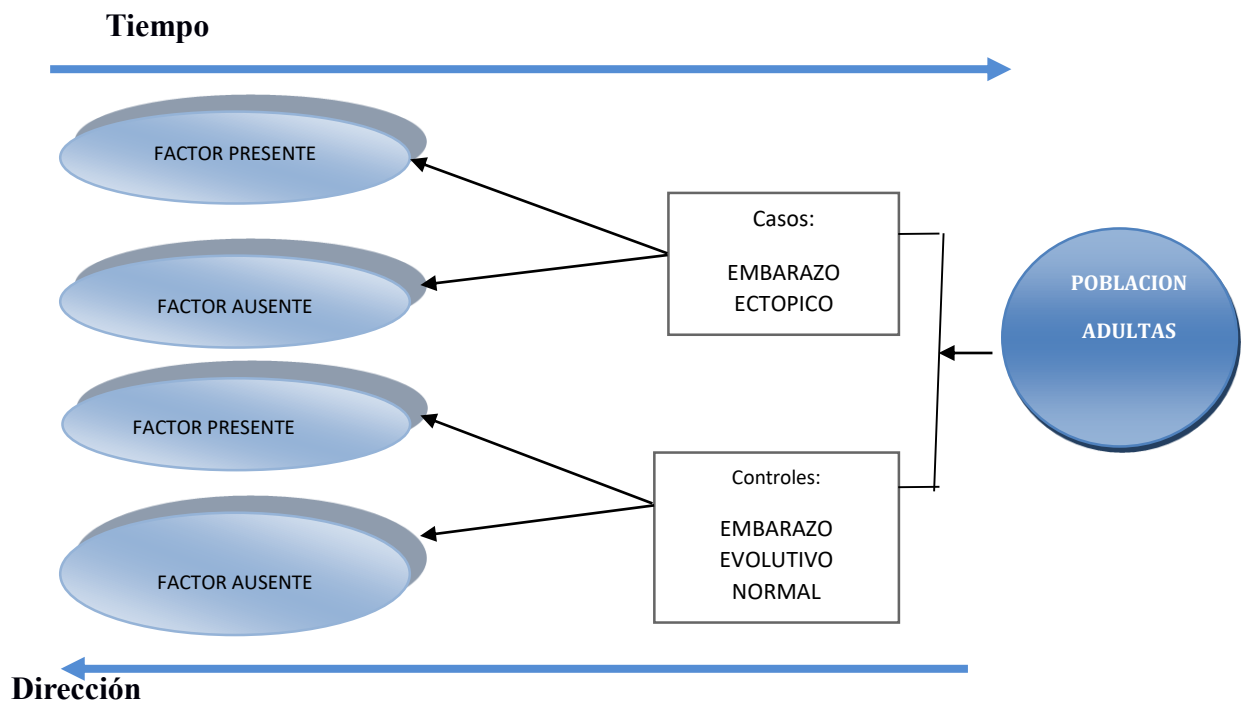 Tiempo
FACTOR PRESENTE
FACTOR AUSENTE
FACTOR PRESENTE
FACTOR AUSENTE
Casos:
EMBARAZO
ECTOPICO
Controles:
EMBARAZO
EVOLUTIVO
NORMAL
POBLACION
ADULTAS
Dirección